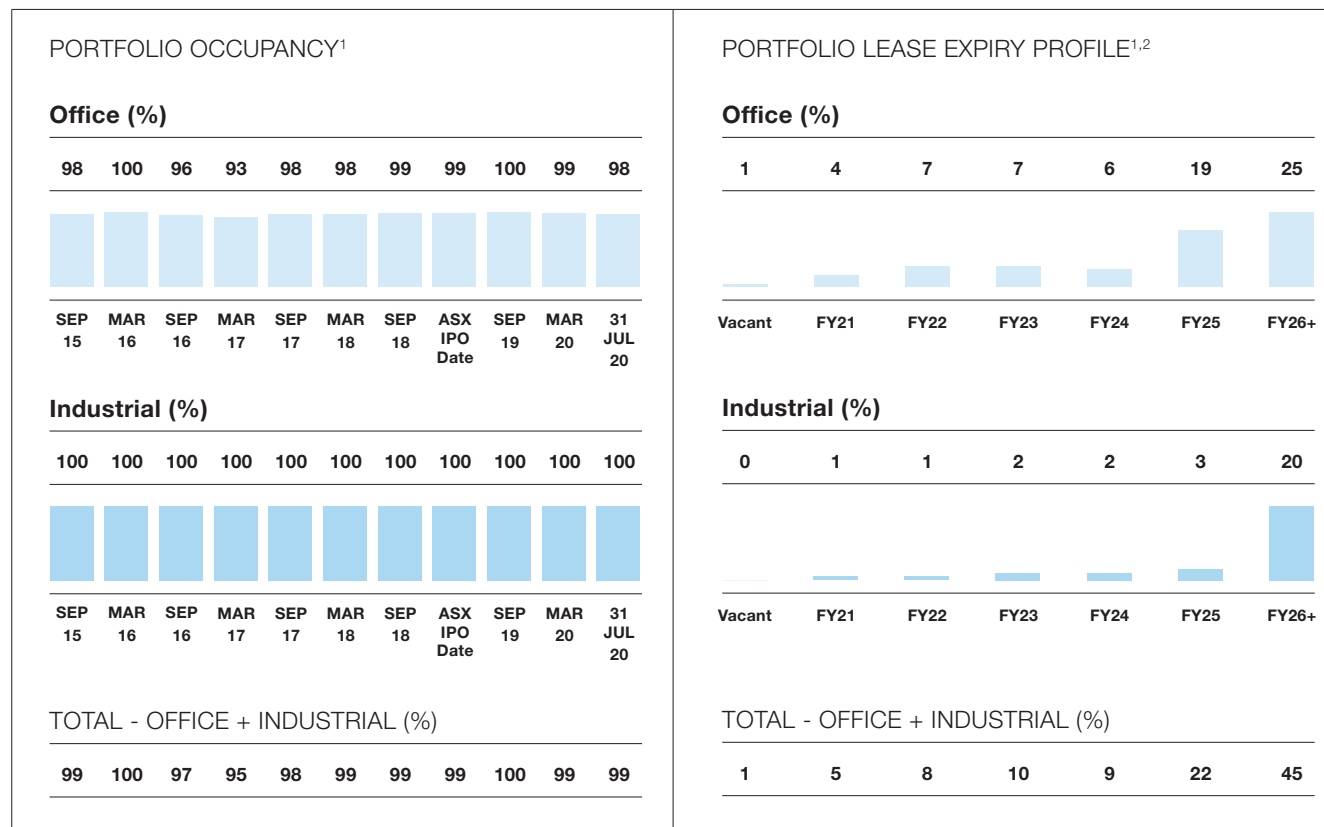 PORTFOLIO OCCUPANCY1
Office (%)
98 100 96 93 98 98 99 99 100 99 98
SEP 15 MAR 16 SEP 16 MAR 17 SEP 17 MAR 18 SEP 18 ASX IPO Date SEP 19 MAR 20 31 JUL 20
Industrial (%)
100 100 100 100 100 100 100 100 100 100 100
SEP 15 MAR 16 SEP 16 MAR 17 SEP 17 MAR 18 SEP 18 ASX IPO Date SEP 19 MAR 20 31 JUL 20
TOTAL - OFFICE + INDUSTRIAL (%)
99 100 97 95 98 99 99 99 100 99 99
PORTFOLIO LEASE EXPIRY PROFILE1,2
Office (%)
1 4 7 7 6 19 25
Vacant FY21 FY22 FY23 FY24 FY25 FY26+
Industrial (%)
0 1 1 2 2 3 20
Vacant FY21 FY22 FY23 FY24 FY25 FY26+
TOTAL - OFFICE + INDUSTRIAL (%)
1 5 8 10 9 22 45